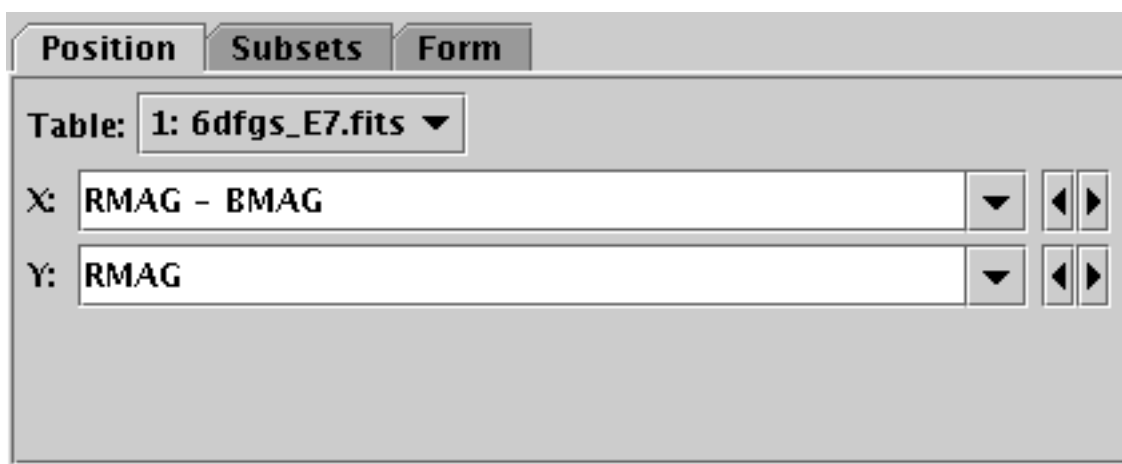 Position Subsets Form
Table: 1: 6dfgs_E7.fits
X: RMAG - BMAG
Y: RMAG